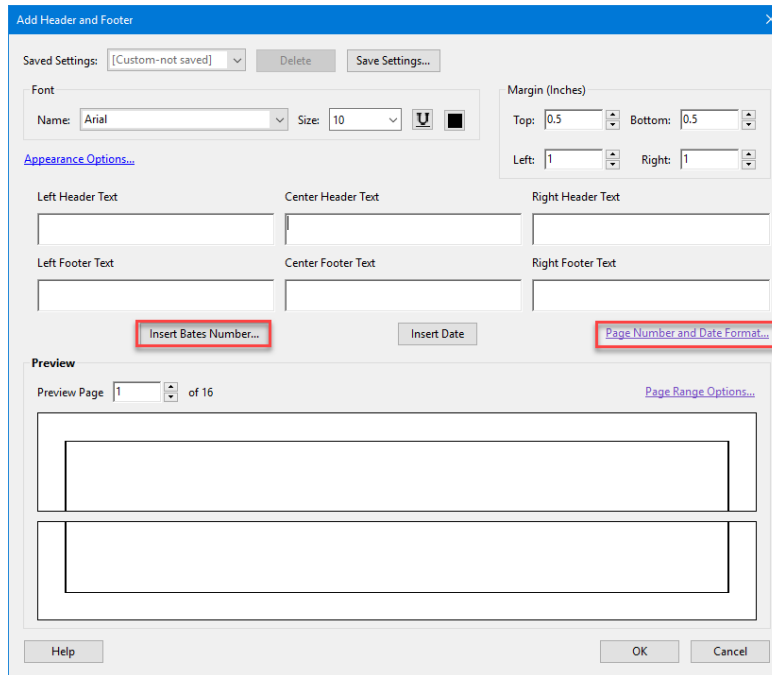 Add Header and Footer
Saved Settings: [Custom-not saved] Delete Save Settings...
Font
Name: Arial Size: 10 U
Margin (Inches)
Top: 0.5 Bottom: 0.5
Left: 1 Right: 1
Appearance Options...
Left Header Text Center Header Text Right Header Text
Left Footer Text Center Footer Text Right Footer Text
Insert Bates Number... Insert Date Page Number and Date Format...
Preview
Preview Page 1 of 16 Page Range Options...
Help OK Cancel